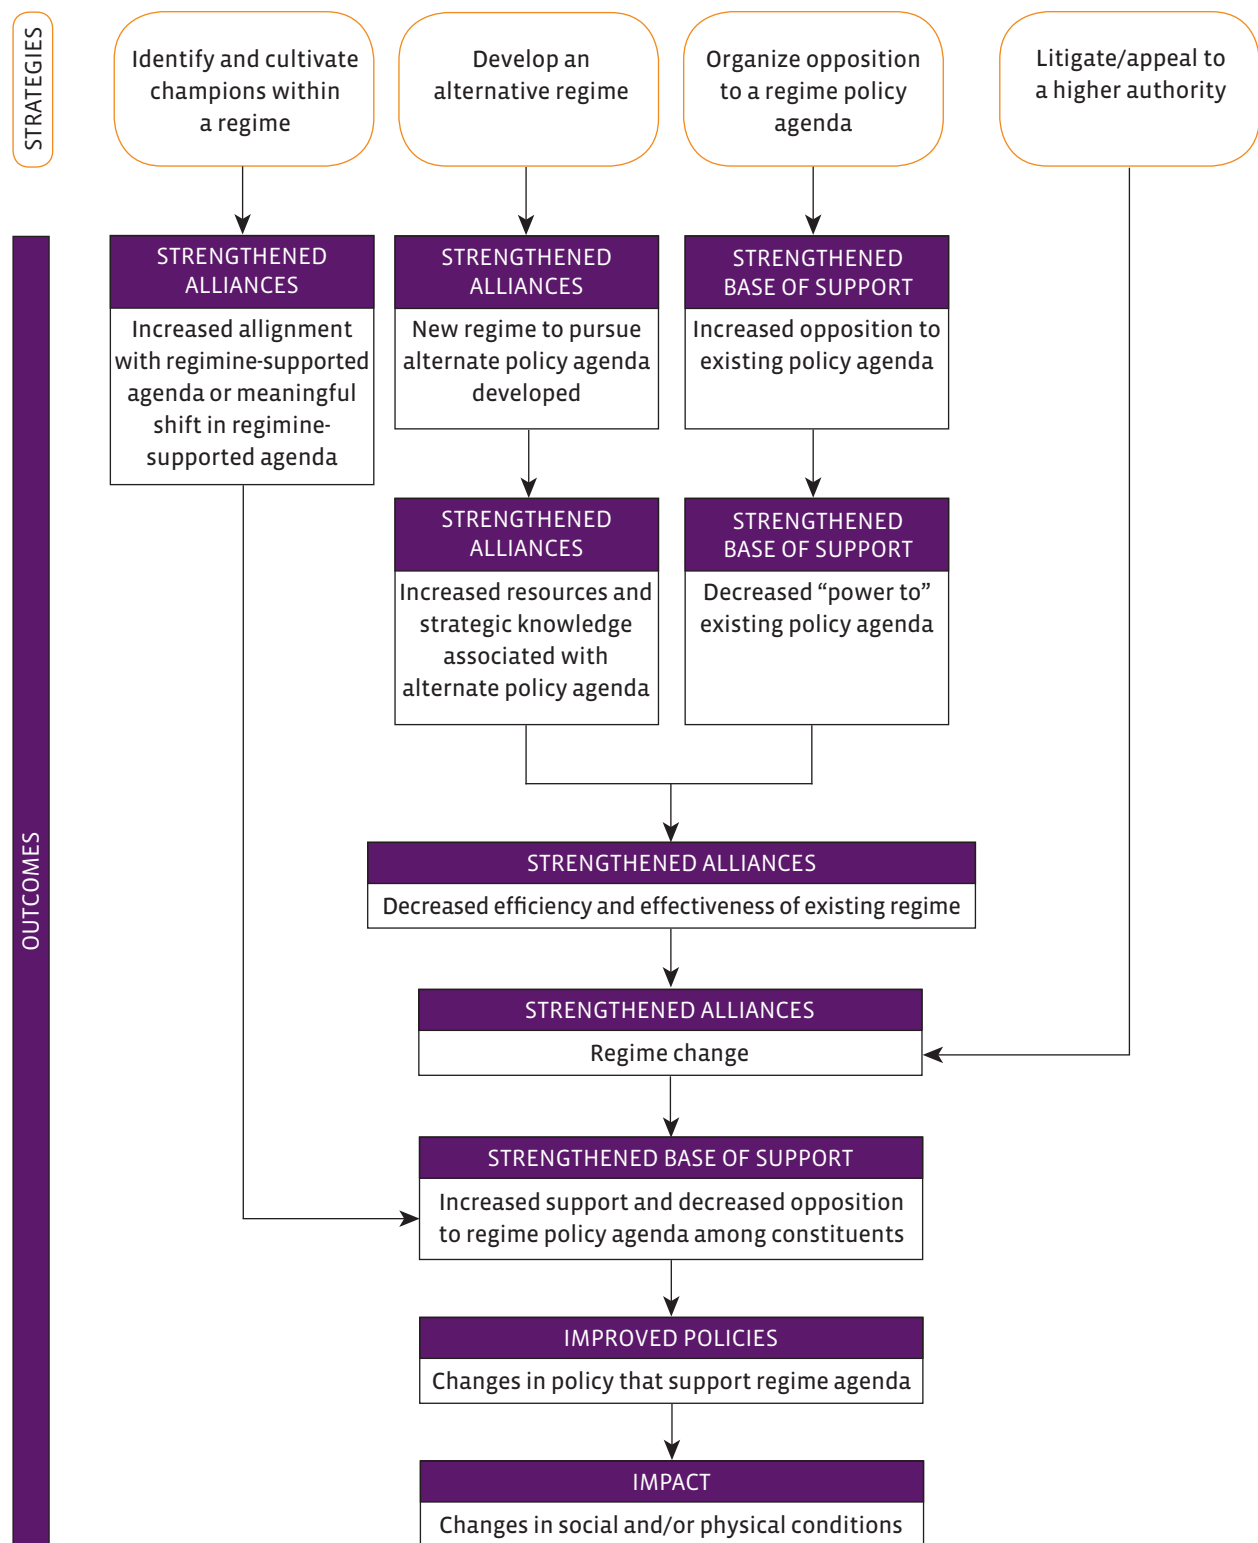 STRATEGIES
Identify and cultivate
champions within
a regime
Develop an
alternative regime
Organize opposition
to a regime policy
agenda
Litigate/appeal to
a higher authority
OUTCOMES
STRENGTHENED
ALLIANCES
Increased allignment
with regimine-supported
agenda or meaningful
shift in regimine-
supported agenda
STRENGTHENED
ALLIANCES
New regime to pursue
alternate policy agenda
developed
STRENGTHENED
BASE OF SUPPORT
Increased opposition to
existing policy agenda
STRENGTHENED
ALLIANCES
Increased resources and
strategic knowledge
associated with
alternate policy agenda
STRENGTHENED
BASE OF SUPPORT
Decreased “power to”
existing policy agenda
STRENGTHENED ALLIANCES
Decreased efficiency and effectiveness of existing regime
STRENGTHENED ALLIANCES
Regime change
STRENGTHENED BASE OF SUPPORT
Increased support and decreased opposition
to regime policy agenda among constituents
IMPROVED POLICIES
Changes in policy that support regime agenda
IMPACT
Changes in social and/or physical conditions